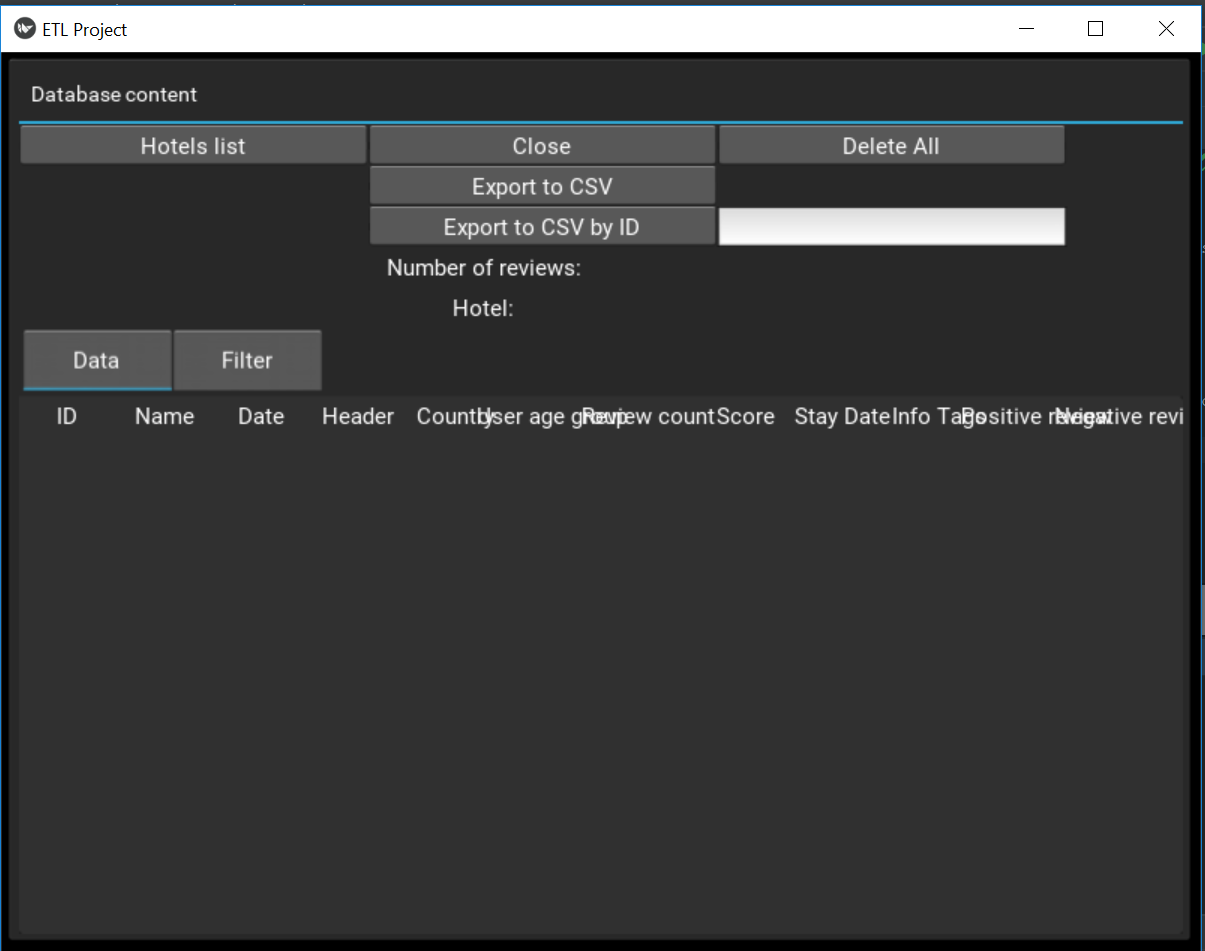 ETL Project
Database content
Hotels list Close Delete All
Export to CSV
Export to CSV by ID
Number of reviews:
Hotel:
Data Filter
ID Name Date Header Country User age group Review count Score Stay Date Info Tags Positive review Negative revi